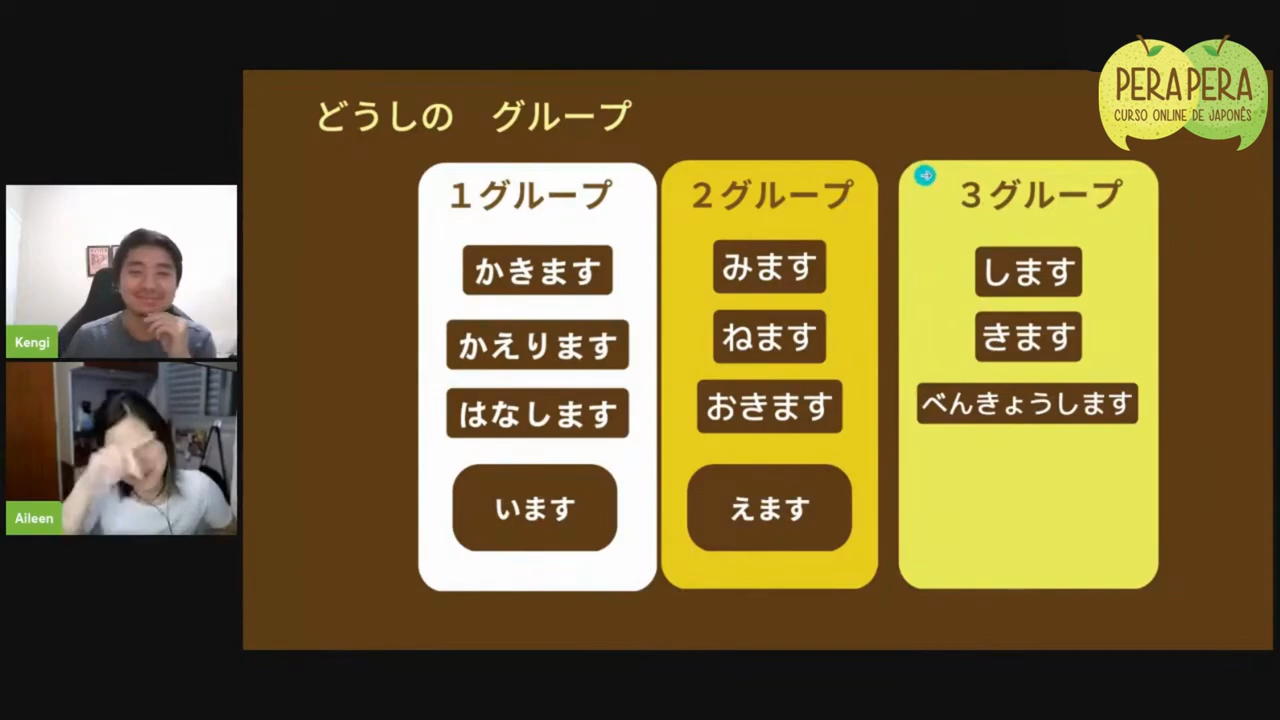 PERA PERA
CURSO ONLINE DE JAPONÊS
どうしの　グループ
１グループ
かきます
かえります
はなします
います
２グループ
みます
ねます
おきます
えます
３グループ
します
きます
べんきょうします
Kengi
Aileen